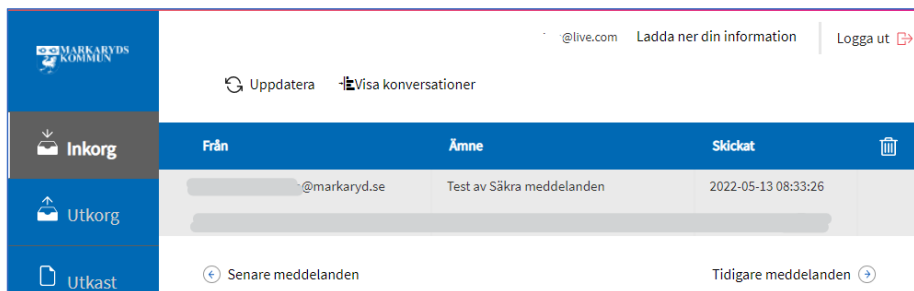 MARKARYDS
KOMMUN
@live.com Ladda ner din information Logga ut
Uppdatera Visa konversationer
Inkorg
Från Ämne Skickat
@markaryd.se Test av Säkra meddelanden 2022-05-13 08:33:26
Utkorg
Senare meddelanden Tidigare meddelanden
Utkast